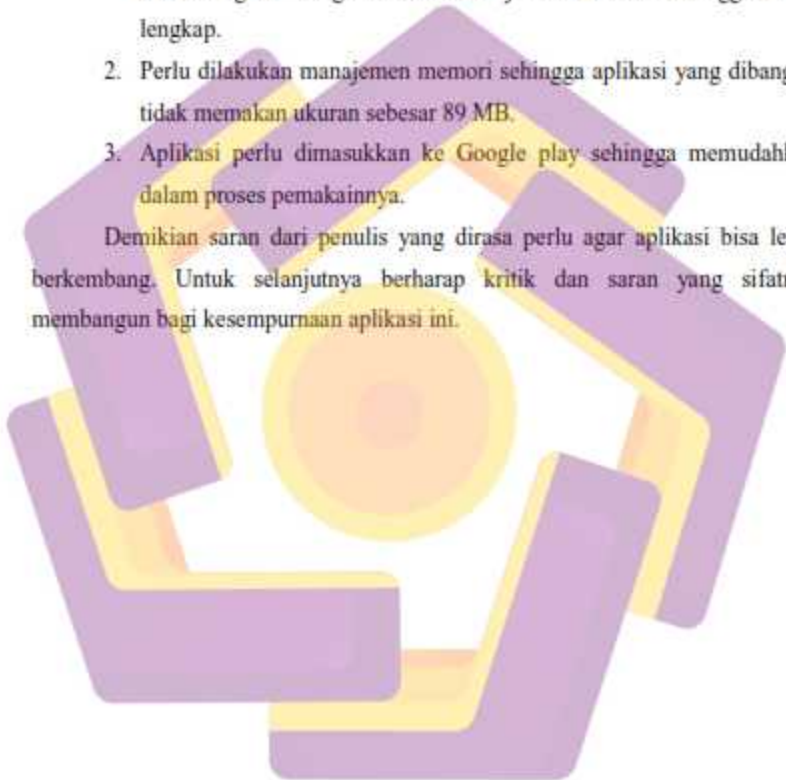 lengkap.
2. Perlu dilakukan manajemen memori sehingga aplikasi yang dibang
tidak memakan ukuran sebesar 89 MB.
3. Aplikasi perlu dimasukkan ke Google play sehingga memudahk
dalam proses pemakainnya.
Demikian saran dari penulis yang dirasa perlu agar aplikasi bisa le
berkembang. Untuk selanjutnya berharap kritik dan saran yang sifatn
membangun bagi kesempurnaan aplikasi ini.